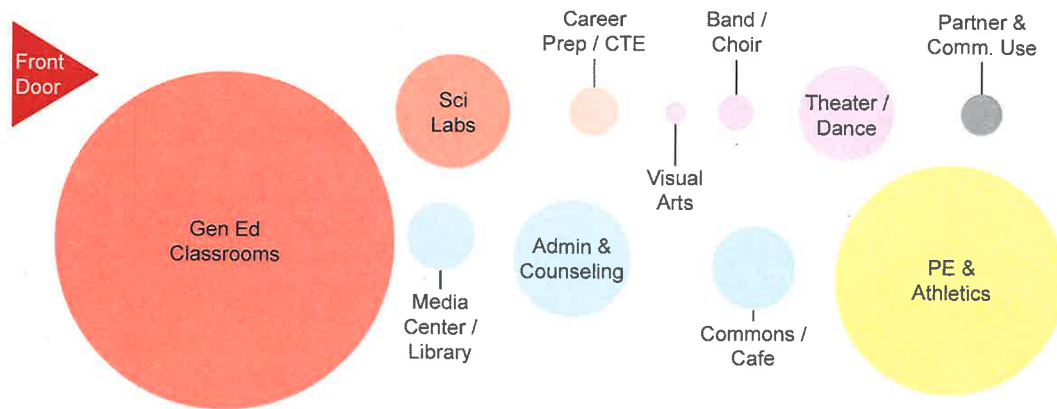 Front
Door
Sci
Labs
Career
Prep / CTE
Band /
Choir
Theater /
Dance
Partner &
Comm. Use
Visual
Arts
Gen Ed
Classrooms
Media
Center /
Library
Admin &
Counseling
Commons /
Cafe
PE &
Athletics